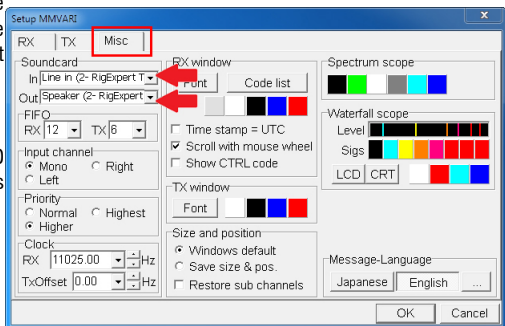 Setup MMVARI
RX TX Misc
Soundcard
In Line in (2- RigExpert T
Out Speaker (2- RigExpert
FIFO
RX 12 TX 6
Input channel
Mono Right
Left
Priority
Normal Highest
Higher
Clock
RX 11025.00 Hz
TxOffset 0.00 Hz
RX window
Font Code list
Time stamp = UTC
Scroll with mouse wheel
Show CTRL code
TX window
Font
Size and position
Windows default
Save size & pos.
Restore sub channels
Spectrum scope
Waterfall scope
Level
Sigs
LCD CRT
Message-Language
Japanese English ...
OK Cancel